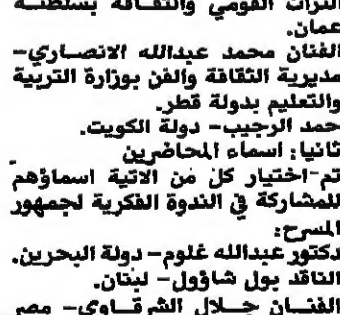 التراث القومي والثقافة بسلطنة
عمان.
الفنان محمد عبدالله الانصاري–
مديرية الثقافة والفن بوزارة التربية
والتعليم بدولة قطر.
حمد الرجيب– دولة الكويت.
ثانيا: اسماء المحاضرين
تم اختيار كل من الاتية اسماؤهم
للمشاركة في الندوة الفكرية لجمهور
المسرح:
دكتور عبدالله غلوم– دولة البحرين.
الناقد بول شاؤول– لبنان.
الفنان جلال الشرقاوي– مصر